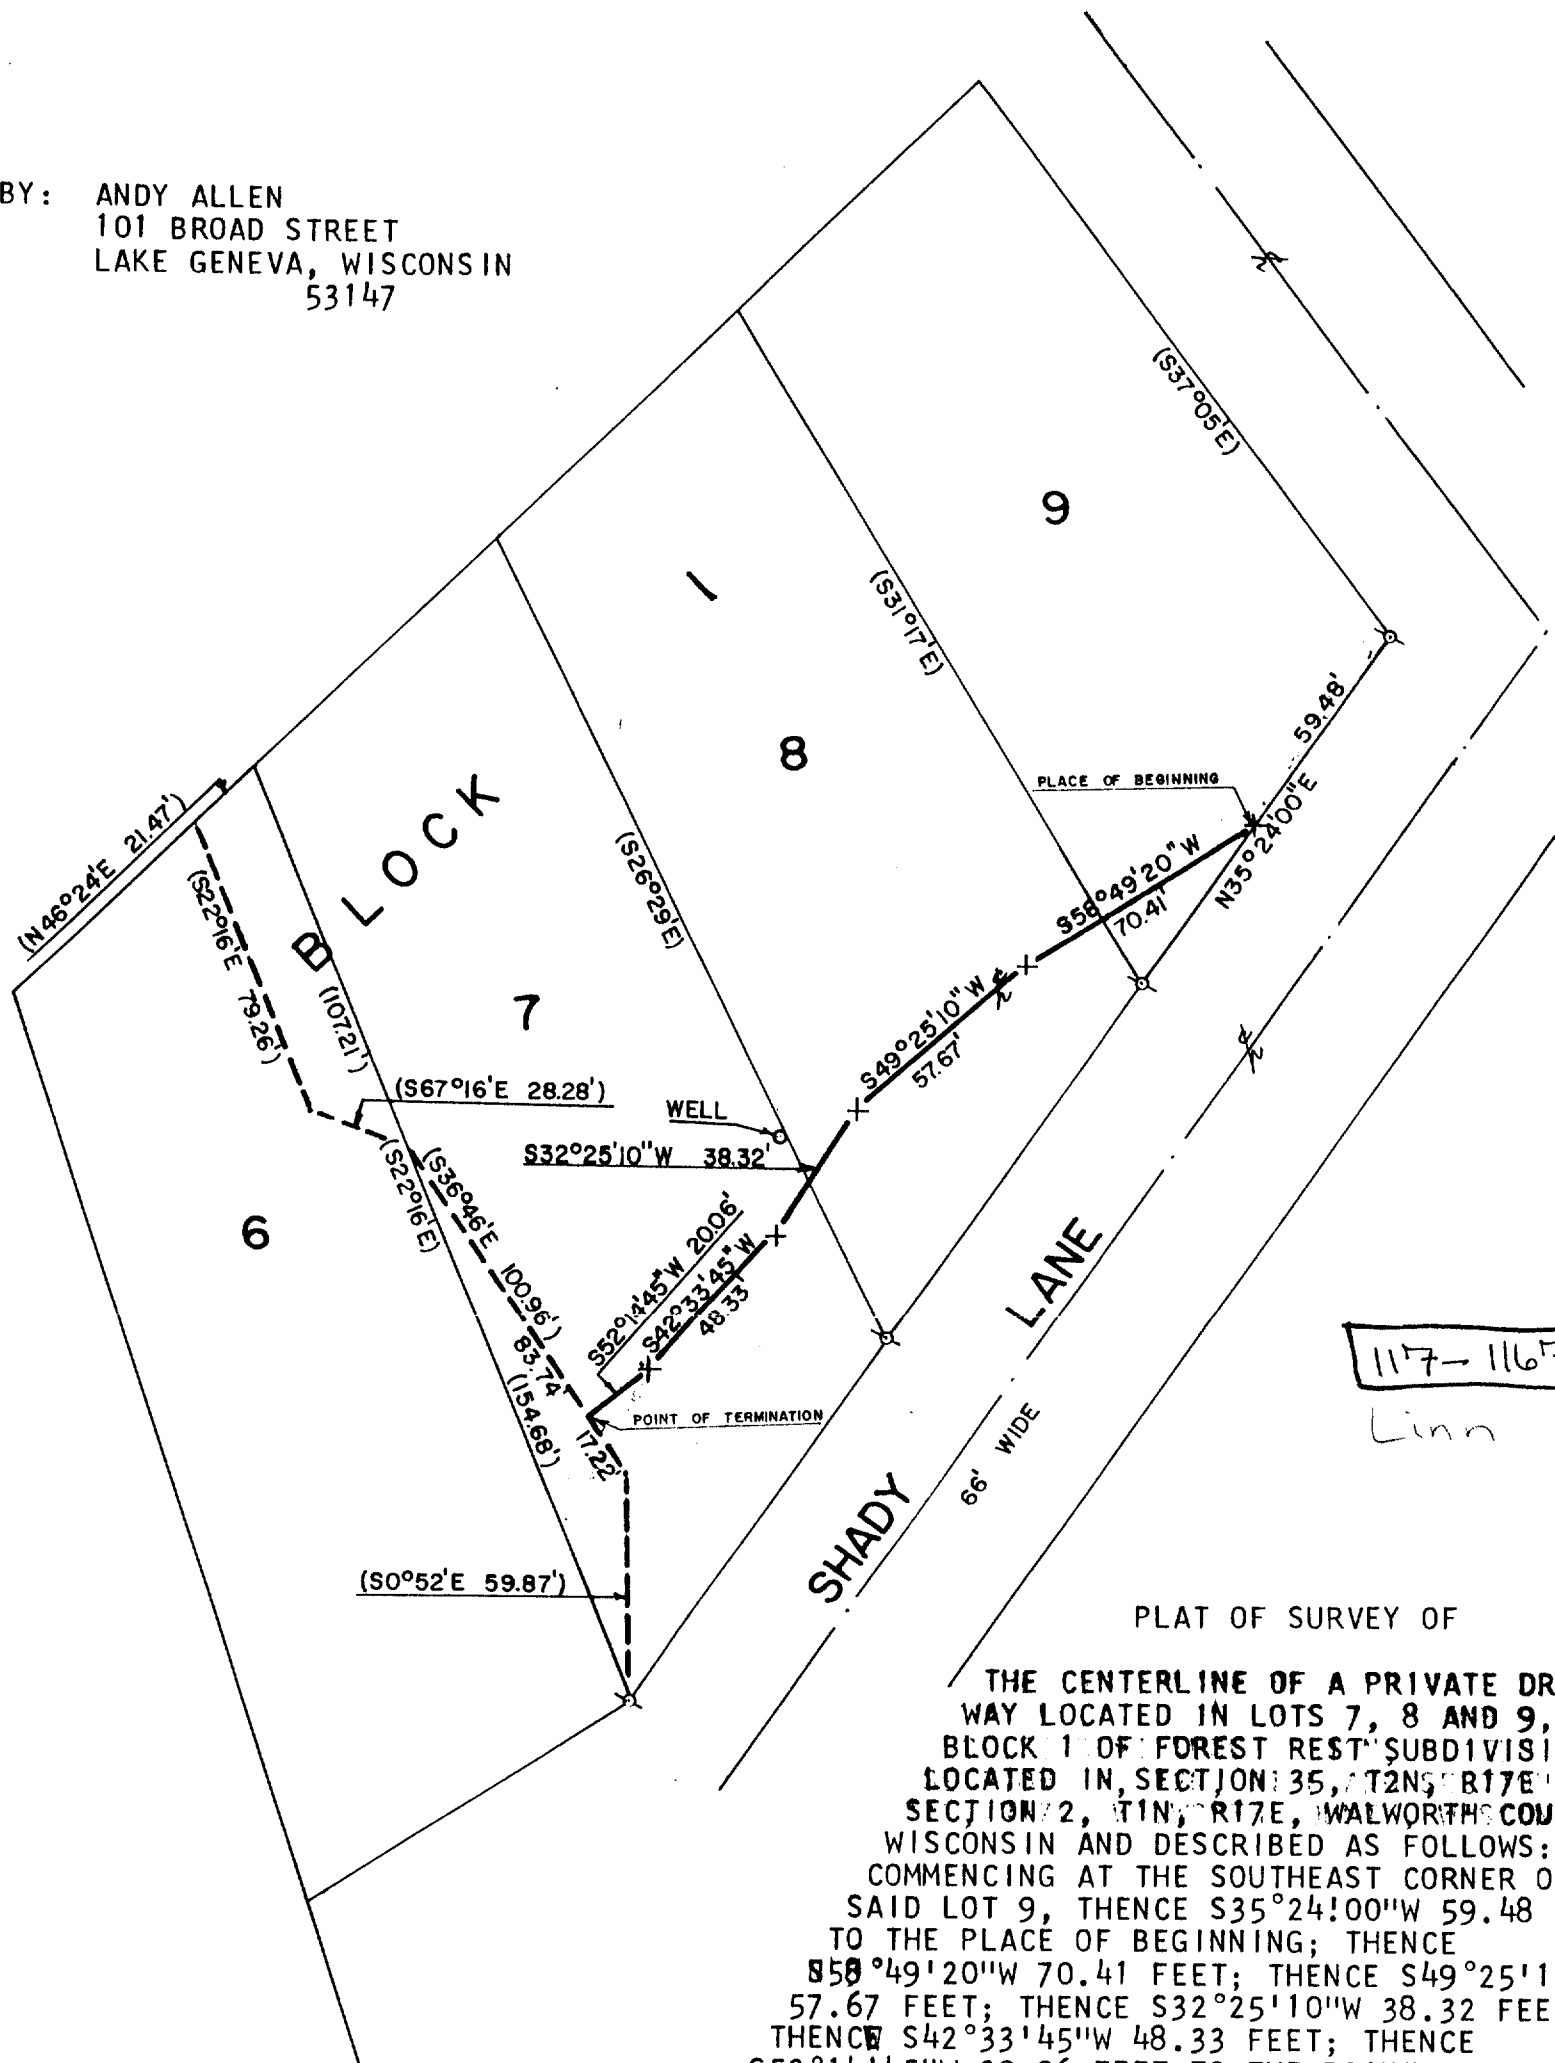 BY: ANDY ALLEN
101 BROAD STREET
LAKE GENEVA, WISCONSIN
53147
(S37°05'E)
9
1
(S31°17'E)
59.48'
8
PLACE OF BEGINNING
N35°24'00"E
BLOCK
(N46°24'E 21.47')
(S26°29'E)
S58°49'20"W
70.41'
(S22°16'E 79.26')
(107.21')
7
S49°25'10"W
57.67'
(S67°16'E 28.28')
WELL
S32°25'10"W 38.32'
(S22°16'E)
(S36°46'E 100.96')
6
S52°14'45"W 20.06'
S42°33'45"W
48.33'
83.74
(154.68')
POINT OF TERMINATION
17.22'
SHADY LANE
66' WIDE
117-1167
Linn
(S0°52'E 59.87')
PLAT OF SURVEY OF
THE CENTERLINE OF A PRIVATE DR
WAY LOCATED IN LOTS 7, 8 AND 9,
BLOCK 1 OF FOREST REST SUBDIVISI
LOCATED IN SECTION 35, T2N, R17E
SECTION 2, T1N, R17E, WALWORTH COU
WISCONSIN AND DESCRIBED AS FOLLOWS:
COMMENCING AT THE SOUTHEAST CORNER O
SAID LOT 9, THENCE S35°24'00"W 59.48
TO THE PLACE OF BEGINNING; THENCE
S58°49'20"W 70.41 FEET; THENCE S49°25'1
57.67 FEET; THENCE S32°25'10"W 38.32 FEE
THENCE S42°33'45"W 48.33 FEET; THENCE